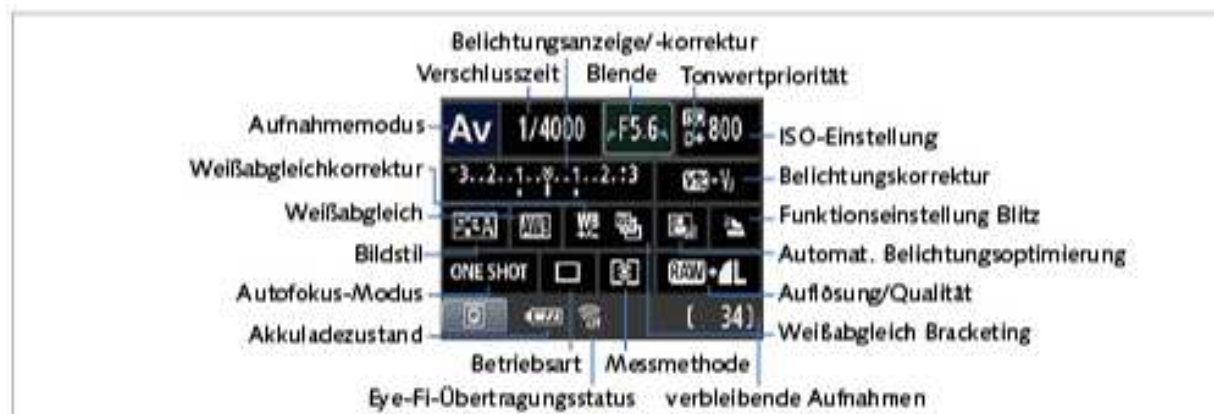 Belichtungsanzeige/-korrektur
Verschlusszeit Blende Tonwertpriorität
Aufnahmemodus Av 1/4000 F5.6 D+ 800 ISO-Einstellung
Weißabgleichkorrektur -3..2..1..0..1..2.:3 Belichtungskorrektur
Weißabgleich AWB WB Funktionseinstellung Blitz
Bildstil Automat. Belichtungsoptimierung
ONE SHOT RAW+ L
Autofokus-Modus Auflösung/Qualität
Akkuladezustand [ 34] Weißabgleich Bracketing
Betriebsart Messmethode
Eye-Fi-Übertragungsstatus verbleibende Aufnahmen